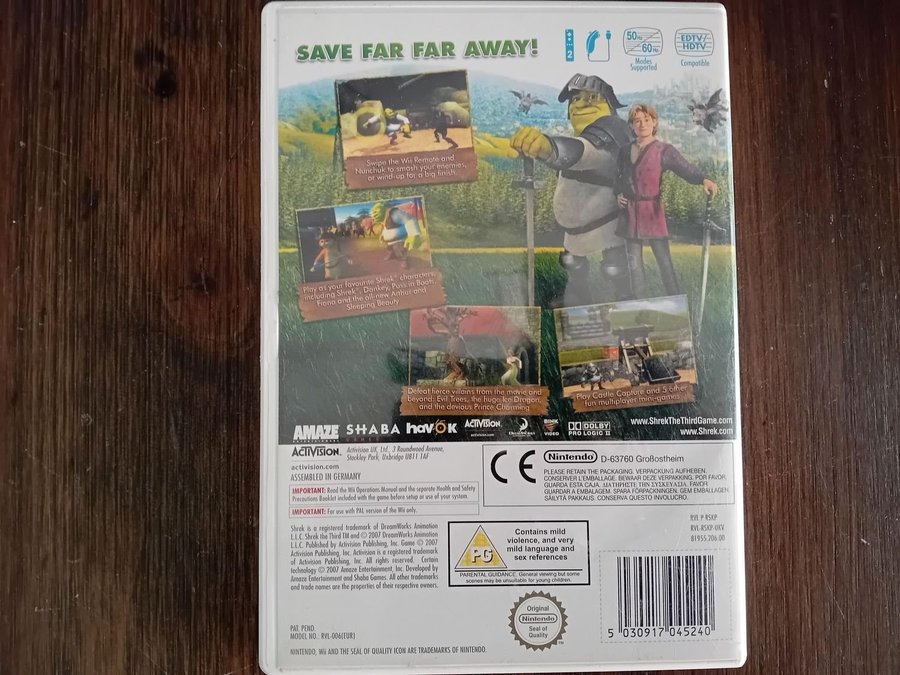 SAVE FAR FAR AWAY!
2
50Hz
60Hz
Modes
Supported
EDTV/
HDTV
Compatible
Swipe the Wii Remote and
Nunchuk to smash your enemies,
or wind-up for a big finish.
Play as your favourite Shrek™ characters,
including Shrek™, Donkey, Puss in Boots,
Fiona and the all-new Arthur and
Sleeping Beauty
Defeat fierce villains from the movie and
beyond: Evil Trees, the huge Ice Dragon,
and the devious Prince Charming
Play Castle Capture and 5 other
fun multiplayer mini-games
www.ShrekTheThirdGame.com
www.Shrek.com
AMAZE
ENTERTAINMENT
SHABA
GAMES
havok
ACTIVISION.
activision.com
DREAMWORKS
BINK
VIDEO
DOLBY
PRO LOGIC II
ACTIVISION. Activision UK, Ltd. 3 Roundwood Avenue,
Stockley Park, Uxbridge UB11 1AF
activision.com
ASSEMBLED IN GERMANY
IMPORTANT: Read the Wii Operations Manual and the separate Health and Safety
Precautions Booklet included with the game before setup or use of your system.
IMPORTANT: For use with PAL version of the Wii only.
CE
Nintendo D-63760 Großostheim
PLEASE RETAIN THE PACKAGING. VERPACKUNG AUFHEBEN.
CONSERVER L'EMBALLAGE. BEWAAR DEZE VERPAKKING. POR FAVOR,
GUARDA ESTA CAJA. ΔΙΑΤΗΡΕΙΤΕ ΤΗΝ ΣΥΣΚΕΥΑΣΙΑ. FAVOR
GUARDAR A EMBALAGEM. SPARA FÖRPACKNINGEN. GEM EMBALLAGEN.
SÄILYTÄ PAKKAUS. CONSERVA QUESTO INVOLUCRO.
RVL-P-RSKP
RVL-RSKP-UKV
81955.206.00
Shrek is a registered trademark of DreamWorks Animation
L.L.C. Shrek the Third TM and © 2007 DreamWorks Animation
L.L.C. Published by Activision Publishing, Inc. Game © 2007
Activision Publishing, Inc. Activision is a registered trademark
of Activision Publishing, Inc. All rights reserved. Certain
technology © 2007 Amaze Entertainment, Inc. Developed by
Amaze Entertainment and Shaba Games. All other trademarks
and trade names are the properties of their respective owners.
PG
Contains mild
violence, and very
mild language and
sex references
PARENTAL GUIDANCE. General viewing but some
scenes may be unsuitable for young children.
Original
Nintendo
Seal of
Quality
5 030917 045240
PAT. PEND.
MODEL NO.: RVL-006(EUR)
NINTENDO, Wii AND THE SEAL OF QUALITY ICON ARE TRADEMARKS OF NINTENDO.